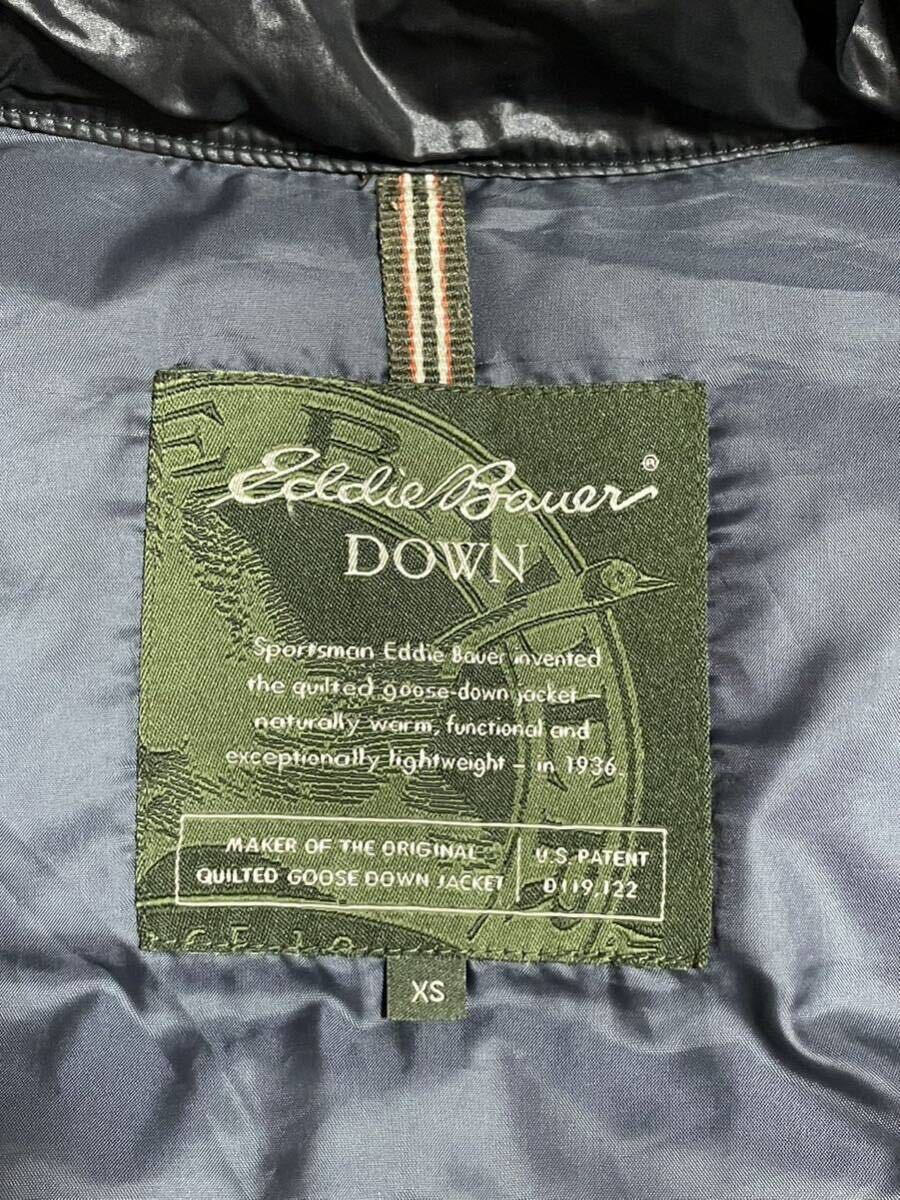 Eddie Bauer ®
DOWN
Sportsman Eddie Bauer invented
the quilted goose-down jacket –
naturally warm, functional and
exceptionally lightweight – in 1936.
MAKER OF THE ORIGINAL
QUILTED GOOSE DOWN JACKET
U.S. PATENT
D119,122
XS